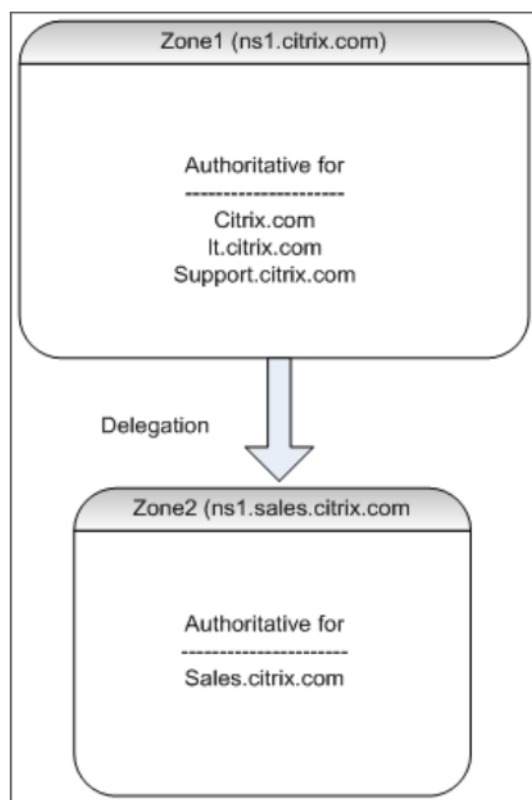 Zone1 (ns1.citrix.com)
Authoritative for
---------------------
Citrix.com
It.citrix.com
Support.citrix.com
Delegation
Zone2 (ns1.sales.citrix.com
Authoritative for
----------------------
Sales.citrix.com